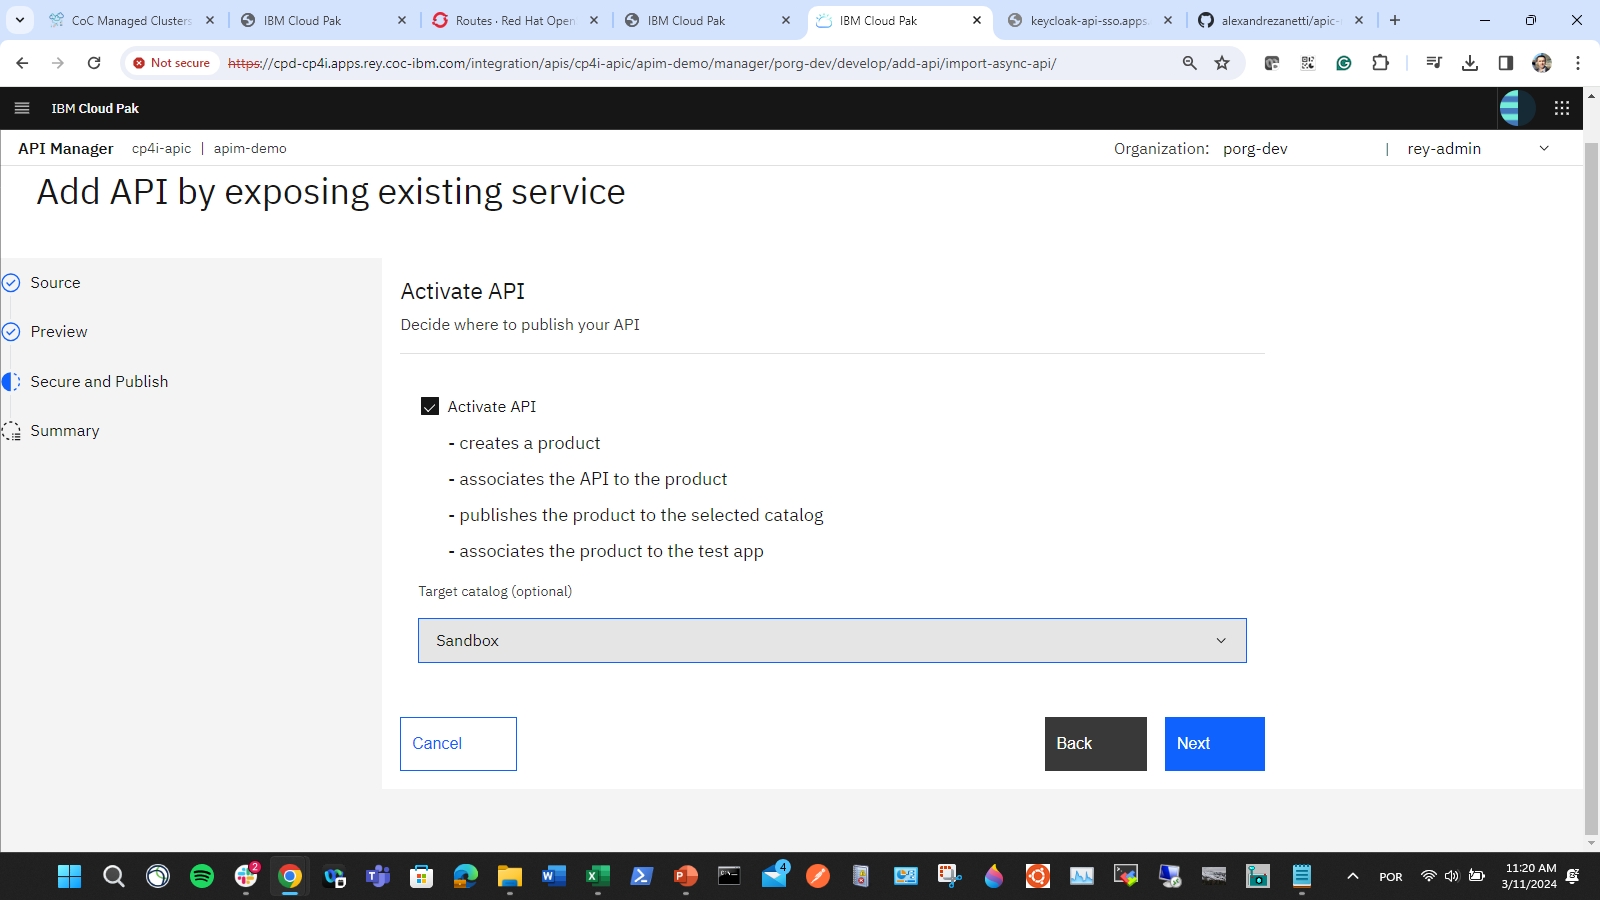 CoC Managed Clusters
IBM Cloud Pak
Routes · Red Hat Open
IBM Cloud Pak
IBM Cloud Pak
keycloak-api-sso.apps.
alexandrezanetti/apic-
Not secure
https://cpd-cp4i.apps.rey.coc-ibm.com/integration/apis/cp4i-apic/apim-demo/manager/porg-dev/develop/add-api/import-async-api/
IBM Cloud Pak
API Manager cp4i-apic | apim-demo
Organization: porg-dev | rey-admin
Add API by exposing existing service
Source
Preview
Secure and Publish
Summary
Activate API
Decide where to publish your API
Activate API
- creates a product
- associates the API to the product
- publishes the product to the selected catalog
- associates the product to the test app
Target catalog (optional)
Sandbox
Cancel
Back
Next
2
4
POR
11:20 AM
3/11/2024